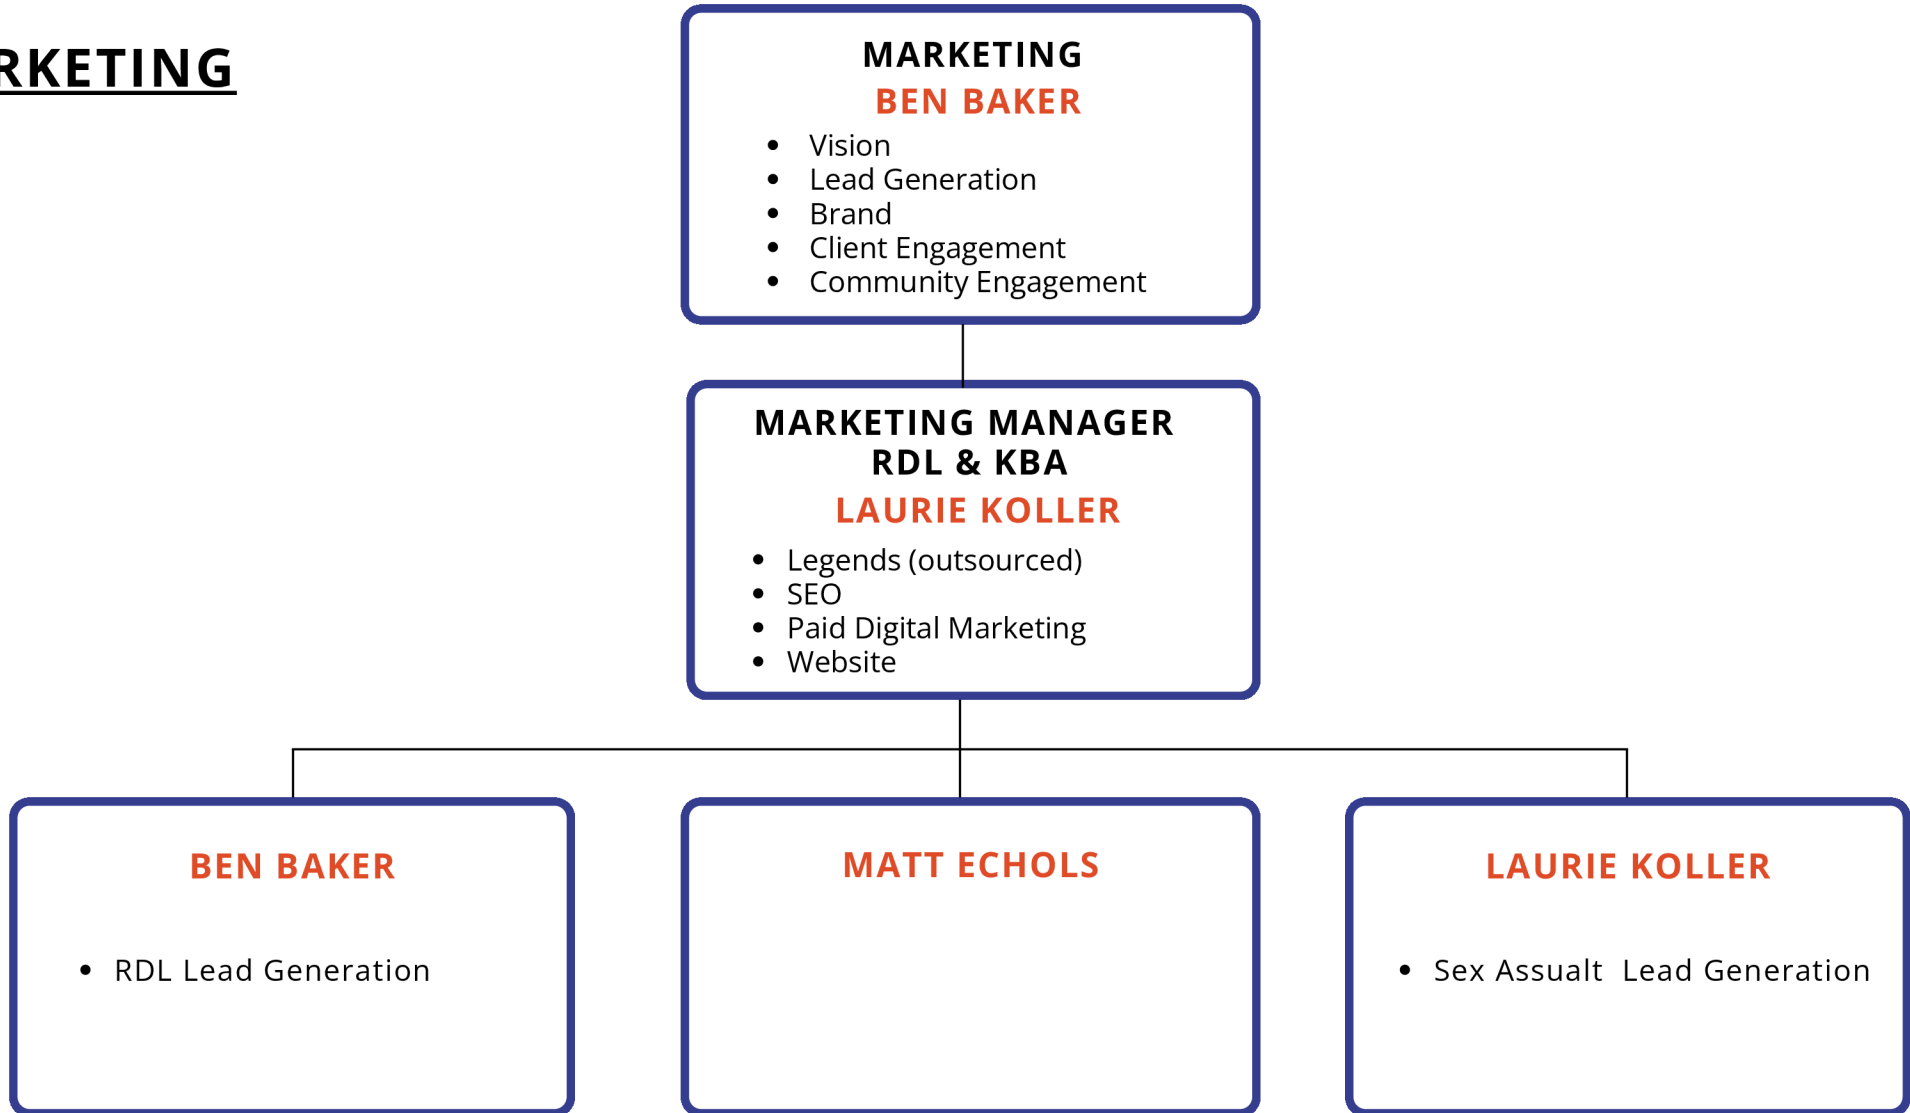 RKETING
MARKETING
BEN BAKER
• Vision
• Lead Generation
• Brand
• Client Engagement
• Community Engagement
MARKETING MANAGER
RDL & KBA
LAURIE KOLLER
• Legends (outsourced)
• SEO
• Paid Digital Marketing
• Website
BEN BAKER
• RDL Lead Generation
MATT ECHOLS
LAURIE KOLLER
• Sex Assualt  Lead Generation